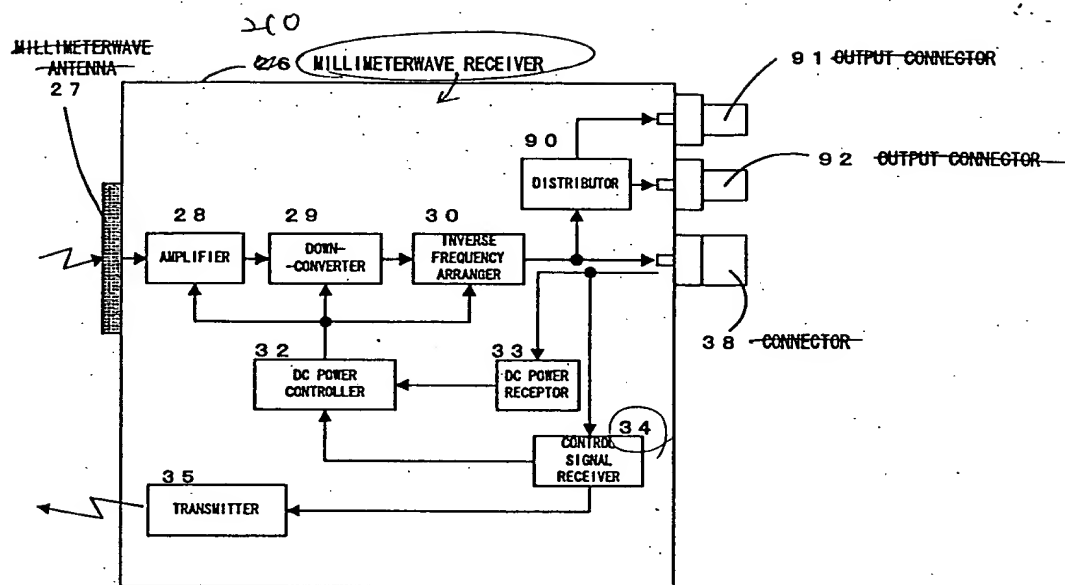 210
MILLIMETERWAVE
ANTENNA
27
26 MILLIMETERWAVE RECEIVER
91 OUTPUT CONNECTOR
90
DISTRIBUTOR
92 OUTPUT CONNECTOR
28
AMPLIFIER
29
DOWN-
-CONVERTER
30
INVERSE
FREQUENCY
ARRANGER
38 CONNECTOR
32
DC POWER
CONTROLLER
33
DC POWER
RECEPTOR
34
CONTROL
SIGNAL
RECEIVER
35
TRANSMITTER